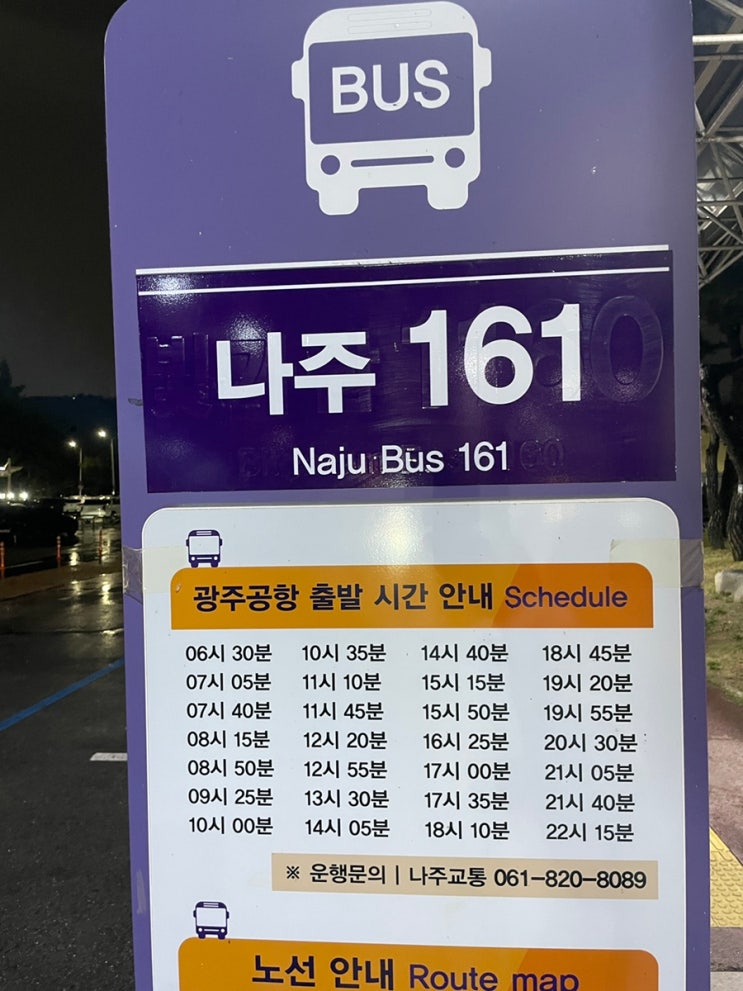 BUS
나주 161
Naju Bus 161
광주공항 출발 시간 안내 Schedule
06시 30분 10시 35분 14시 40분 18시 45분
07시 05분 11시 10분 15시 15분 19시 20분
07시 40분 11시 45분 15시 50분 19시 55분
08시 15분 12시 20분 16시 25분 20시 30분
08시 50분 12시 55분 17시 00분 21시 05분
09시 25분 13시 30분 17시 35분 21시 40분
10시 00분 14시 05분 18시 10분 22시 15분
※ 운행문의 | 나주교통 061-820-8089
노선 안내 Route map